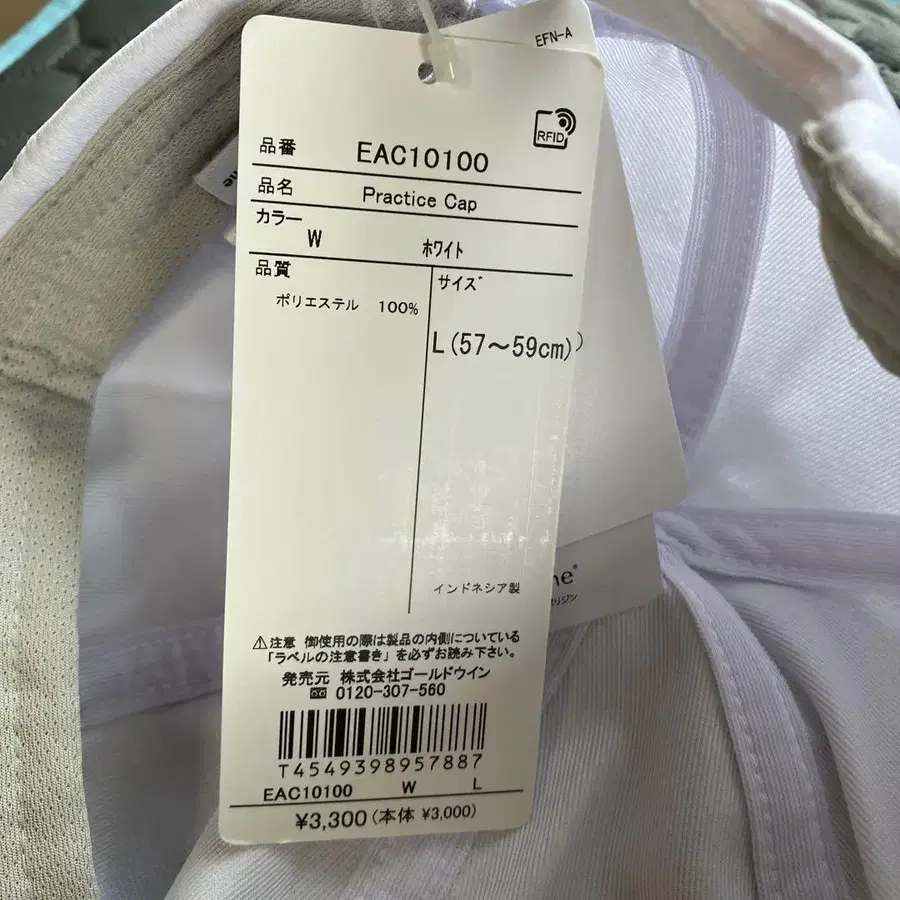 EFN-A
RFID
品番 EAC10100
品名 Practice Cap
カラー
W ホワイト
品質
サイズ
ポリエステル 100%
L(57～59cm)
インドネシア製
⚠注意 御使用の際は製品の内側についている
「ラベルの注意書き」を必ずお読み下さい。
発売元 株式会社ゴールドウイン
0120-307-560
T4549398957887
EAC10100 W L
¥3,300(本体 ¥3,000)